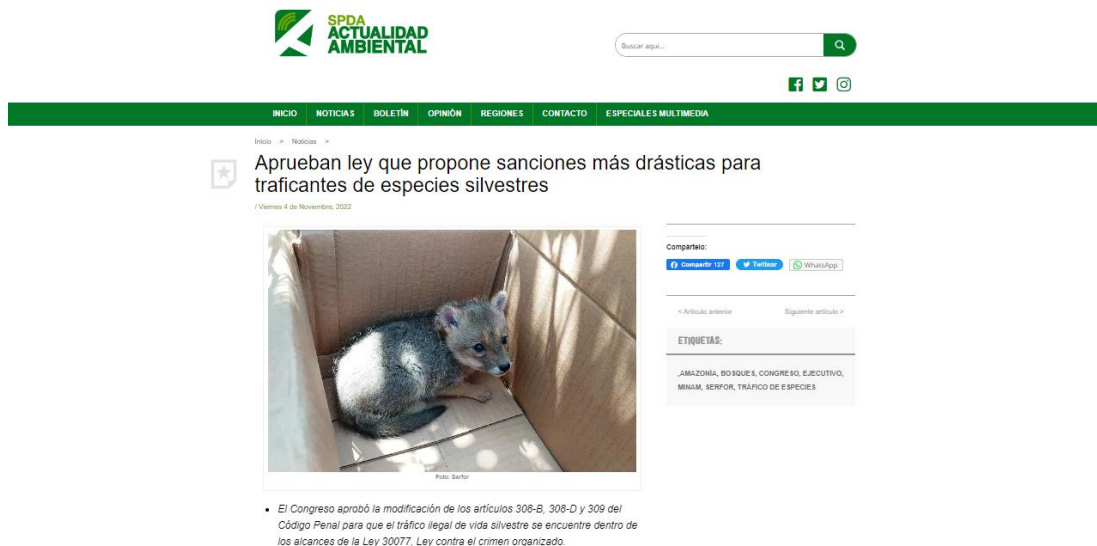 SPDA
ACTUALIDAD
AMBIENTAL
Buscar aquí...
INICIO NOTICIAS BOLETÍN OPINIÓN REGIONES CONTACTO ESPECIALES MULTIMEDIA
Inicio > Noticias >
Aprueban ley que propone sanciones más drásticas para
traficantes de especies silvestres
/ Viernes 4 de Noviembre, 2022
Compártelo:
Compartir 127 Twittear WhatsApp
< Artículo anterior Siguiente artículo >
ETIQUETAS:
,AMAZONÍA, BOSQUES, CONGRESO, EJECUTIVO,
MINAM, SERFOR, TRÁFICO DE ESPECIES
Foto: Serfor
• El Congreso aprobó la modificación de los artículos 308-B, 308-D y 309 del
Código Penal para que el tráfico ilegal de vida silvestre se encuentre dentro de
los alcances de la Ley 30077, Ley contra el crimen organizado.